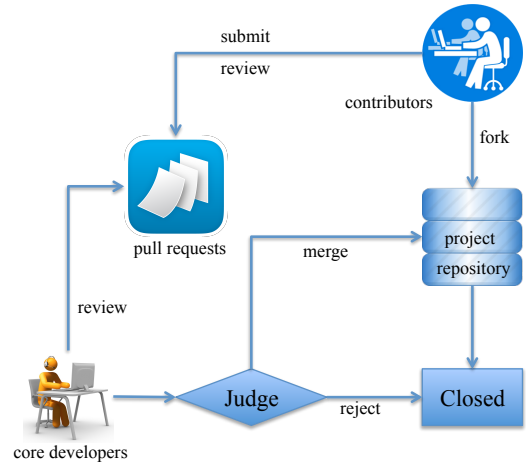 submit
review
contributors
fork
pull requests
project
merge
repository
review
Judge
reject
Closed
core developers